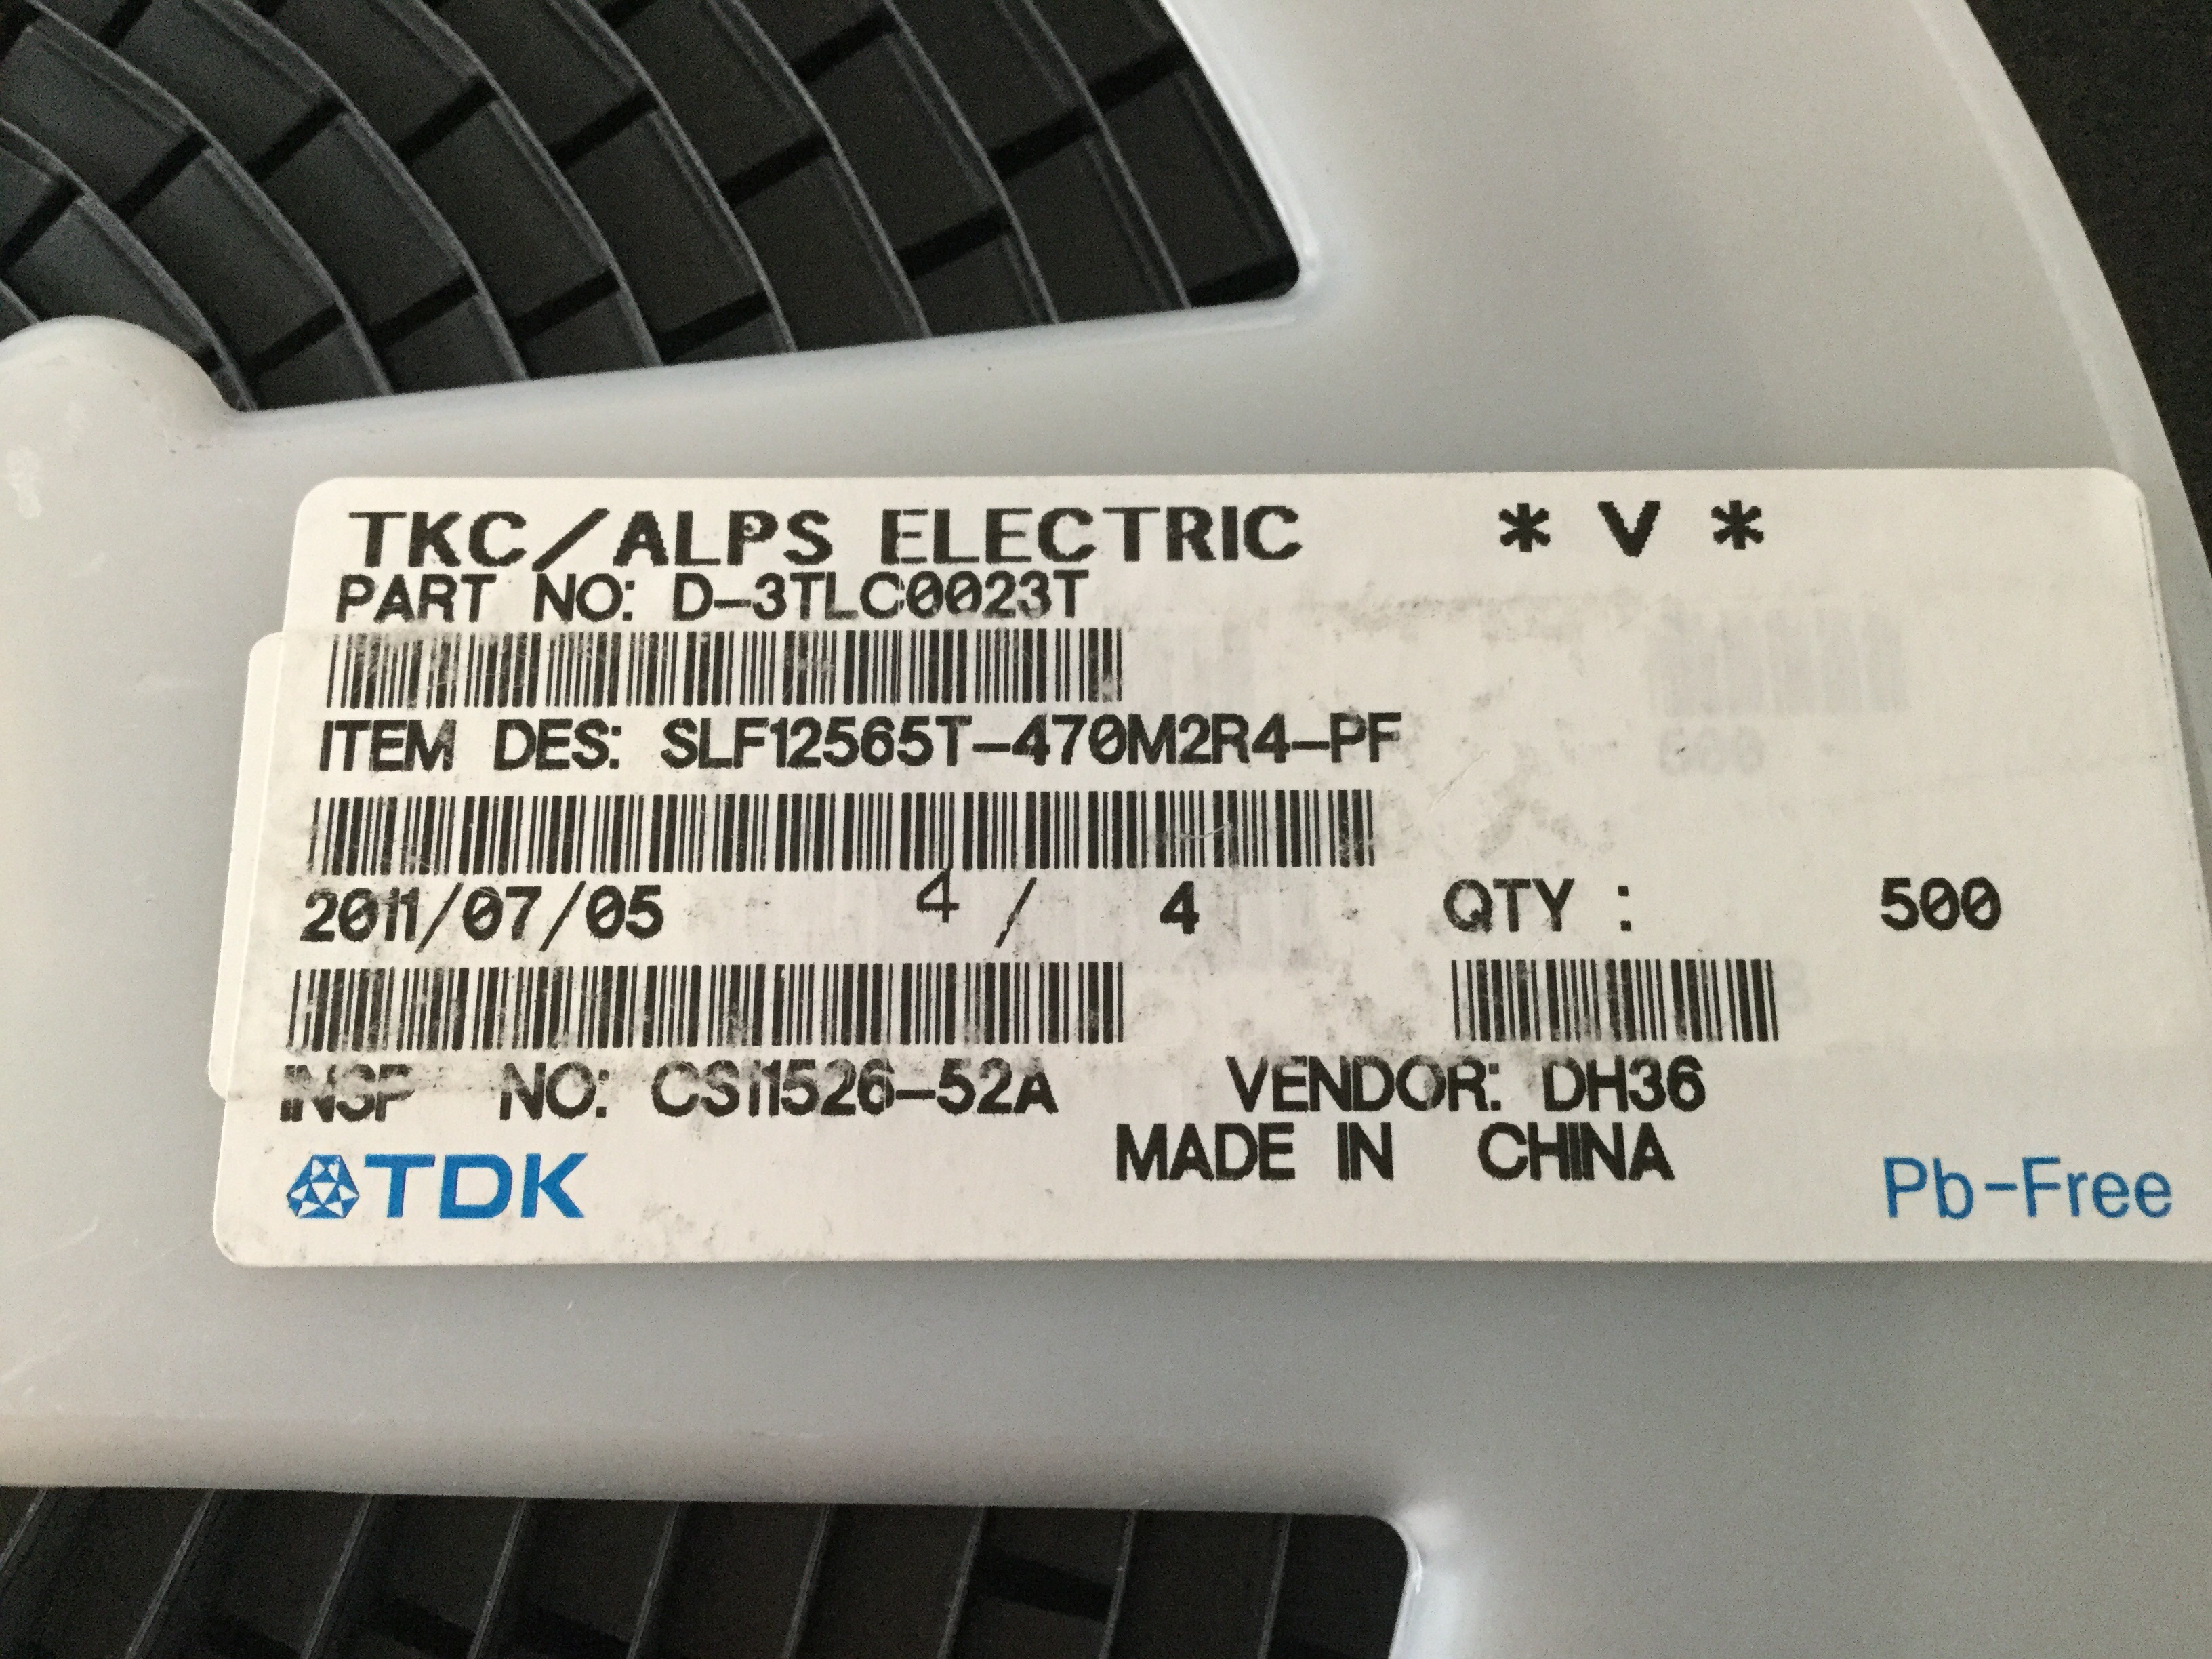 TKC/ALPS ELECTRIC * V *
PART NO: D-3TLC0023T
ITEM DES: SLF12565T-470M2R4-PF
2011/07/05 4 / 4 QTY : 500
INSP NO: CS11526-52A VENDOR: DH36
MADE IN CHINA
TDK Pb-Free